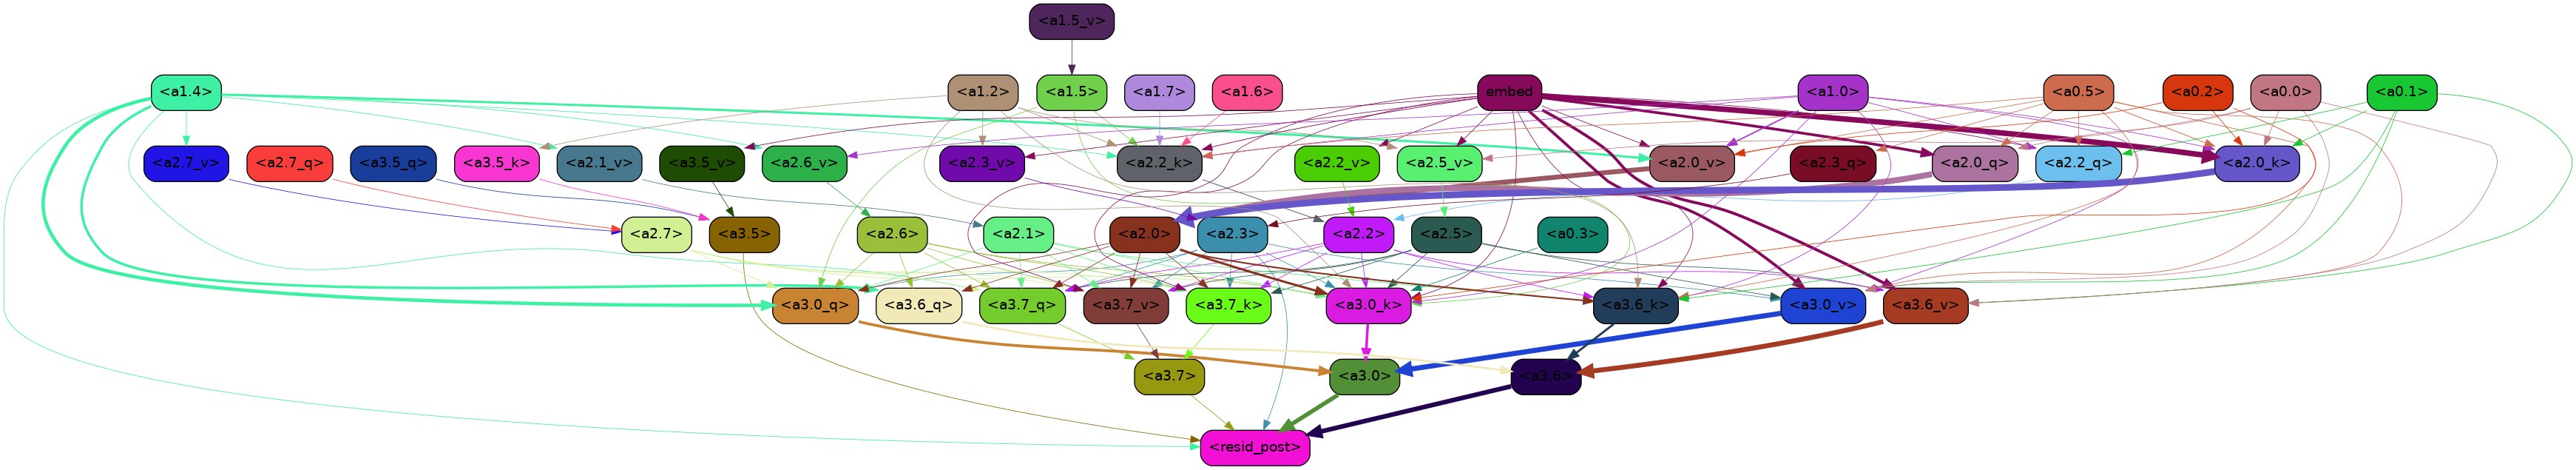 <a1.5_v>
<a1.4> <a1.2> <a1.5> <a1.7> <a1.6> embed <a1.0> <a0.5> <a0.2> <a0.0> <a0.1>
<a2.7_v> <a2.7_q> <a3.5_q> <a3.5_k> <a2.1_v> <a3.5_v> <a2.6_v> <a2.3_v> <a2.2_k> <a2.2_v> <a2.5_v> <a2.0_v> <a2.3_q> <a2.0_q> <a2.2_q> <a2.0_k>
<a2.7> <a3.5> <a2.6> <a2.1> <a2.0> <a2.3> <a2.2> <a2.5> <a0.3>
<a3.0_q> <a3.6_q> <a3.7_q> <a3.7_v> <a3.7_k> <a3.0_k> <a3.6_k> <a3.0_v> <a3.6_v>
<a3.7> <a3.0> <a3.6>
<resid_post>